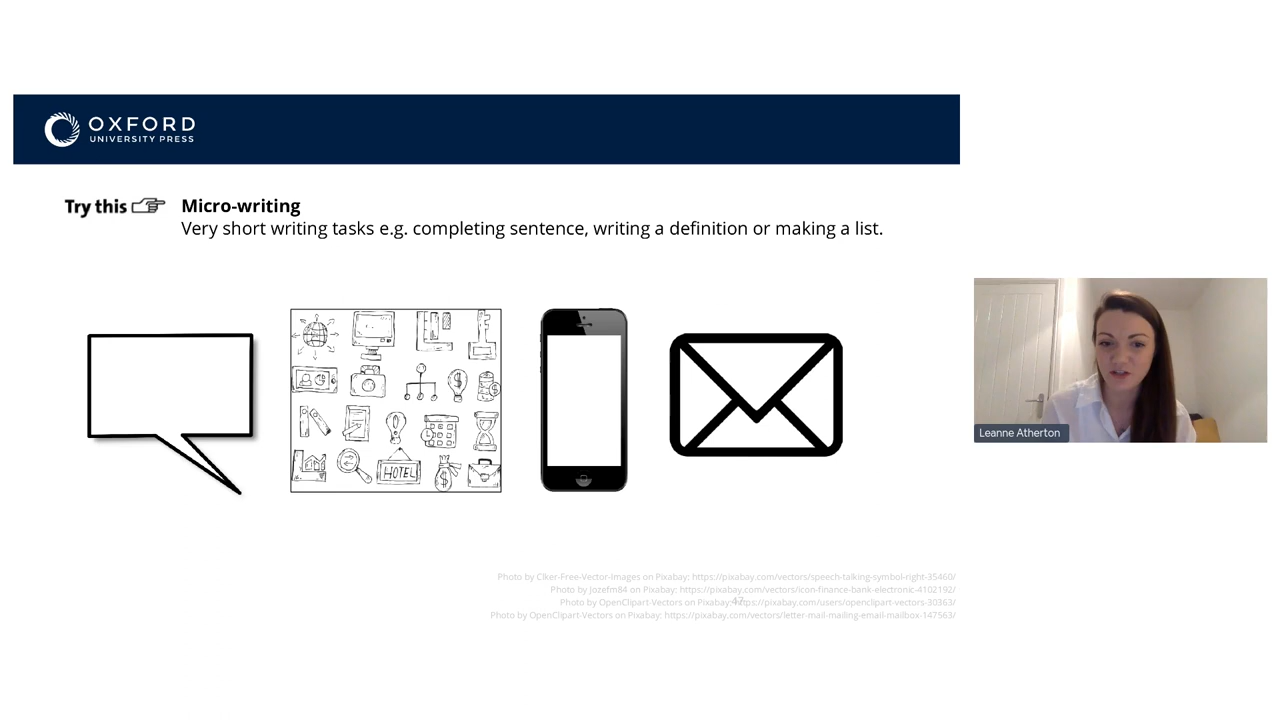 OXFORD
UNIVERSITY PRESS
Try this
Micro-writing
Very short writing tasks e.g. completing sentence, writing a definition or making a list.
HOTEL
Leanne Atherton
Photo by Clker-Free-Vector-Images on Pixabay: https://pixabay.com/vectors/speech-talking-symbol-right-35460/
Photo by Jozefm84 on Pixabay: https://pixabay.com/vectors/icon-finance-bank-electronic-4102192/
Photo by OpenClipart-Vectors on Pixabay: https://pixabay.com/users/openclipart-vectors-30363/
47
Photo by OpenClipart-Vectors on Pixabay: https://pixabay.com/vectors/letter-mail-mailing-email-mailbox-147563/